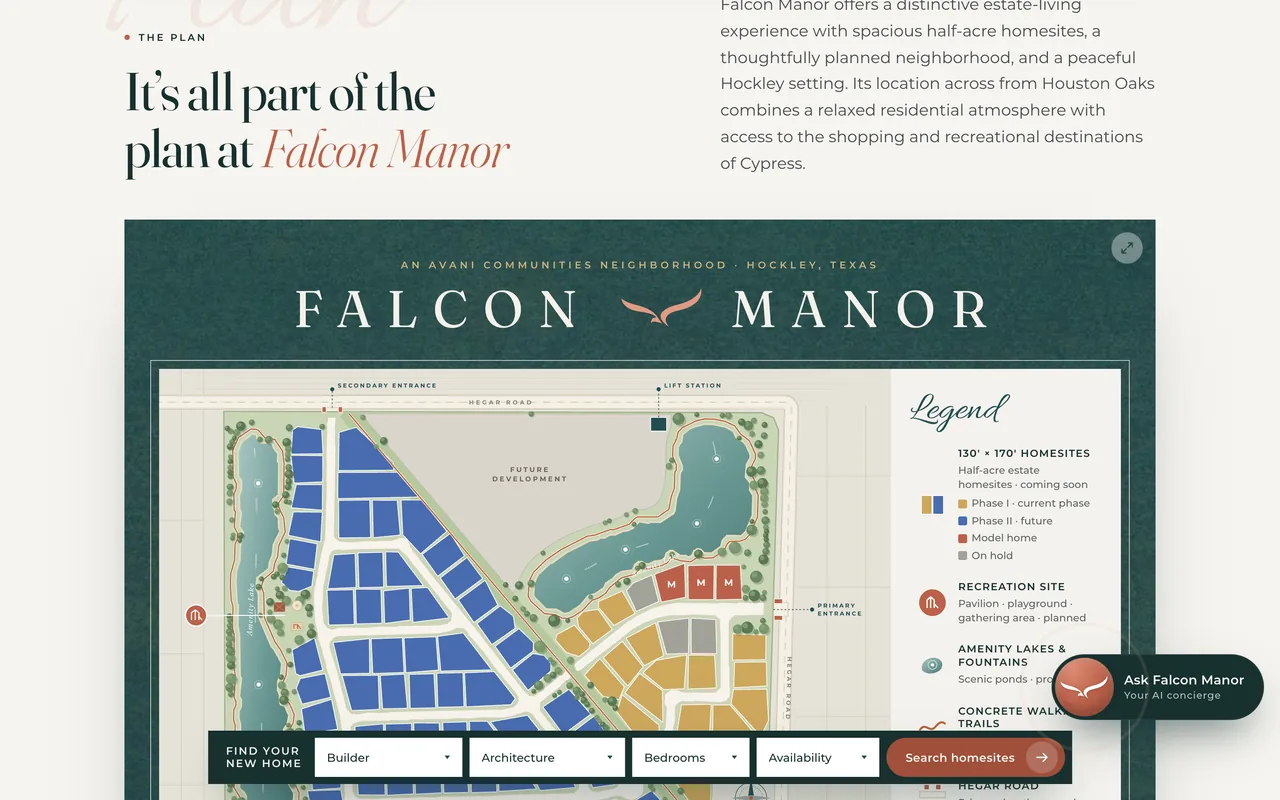 Plan
THE PLAN
It's all part of the
plan at Falcon Manor
Falcon Manor offers a distinctive estate-living
experience with spacious half-acre homesites, a
thoughtfully planned neighborhood, and a peaceful
Hockley setting. Its location across from Houston Oaks
combines a relaxed residential atmosphere with
access to the shopping and recreational destinations
of Cypress.
AN AVANI COMMUNITIES NEIGHBORHOOD · HOCKLEY, TEXAS
FALCON MANOR
SECONDARY ENTRANCE
LIFT STATION
HEGAR ROAD
FUTURE
DEVELOPMENT
M M M
PRIMARY
ENTRANCE
Amenity Lake
HEGAR ROAD
Legend
130' × 170' HOMESITES
Half-acre estate
homesites · coming soon
Phase I · current phase
Phase II · future
Model home
On hold
RECREATION SITE
Pavilion · playground ·
gathering area · planned
AMENITY LAKES &
FOUNTAINS
Scenic ponds ·
CONCRETE
TRAILS
HEGAR ROAD
Ask Falcon Manor
Your AI concierge
FIND YOUR
NEW HOME
Builder
Architecture
Bedrooms
Availability
Search homesites